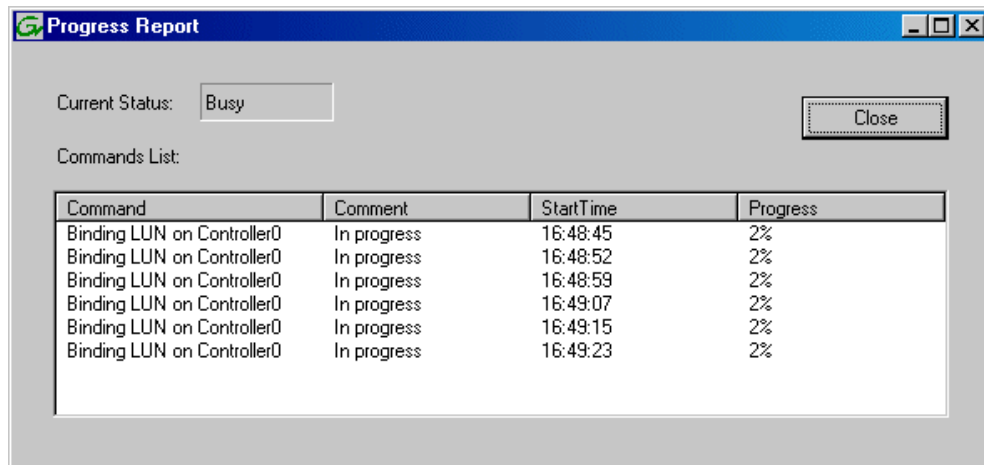 Progress Report
Current Status: Busy
Close
Commands List:
Command Comment StartTime Progress
Binding LUN on Controller0 In progress 16:48:45 2%
Binding LUN on Controller0 In progress 16:48:52 2%
Binding LUN on Controller0 In progress 16:48:59 2%
Binding LUN on Controller0 In progress 16:49:07 2%
Binding LUN on Controller0 In progress 16:49:15 2%
Binding LUN on Controller0 In progress 16:49:23 2%